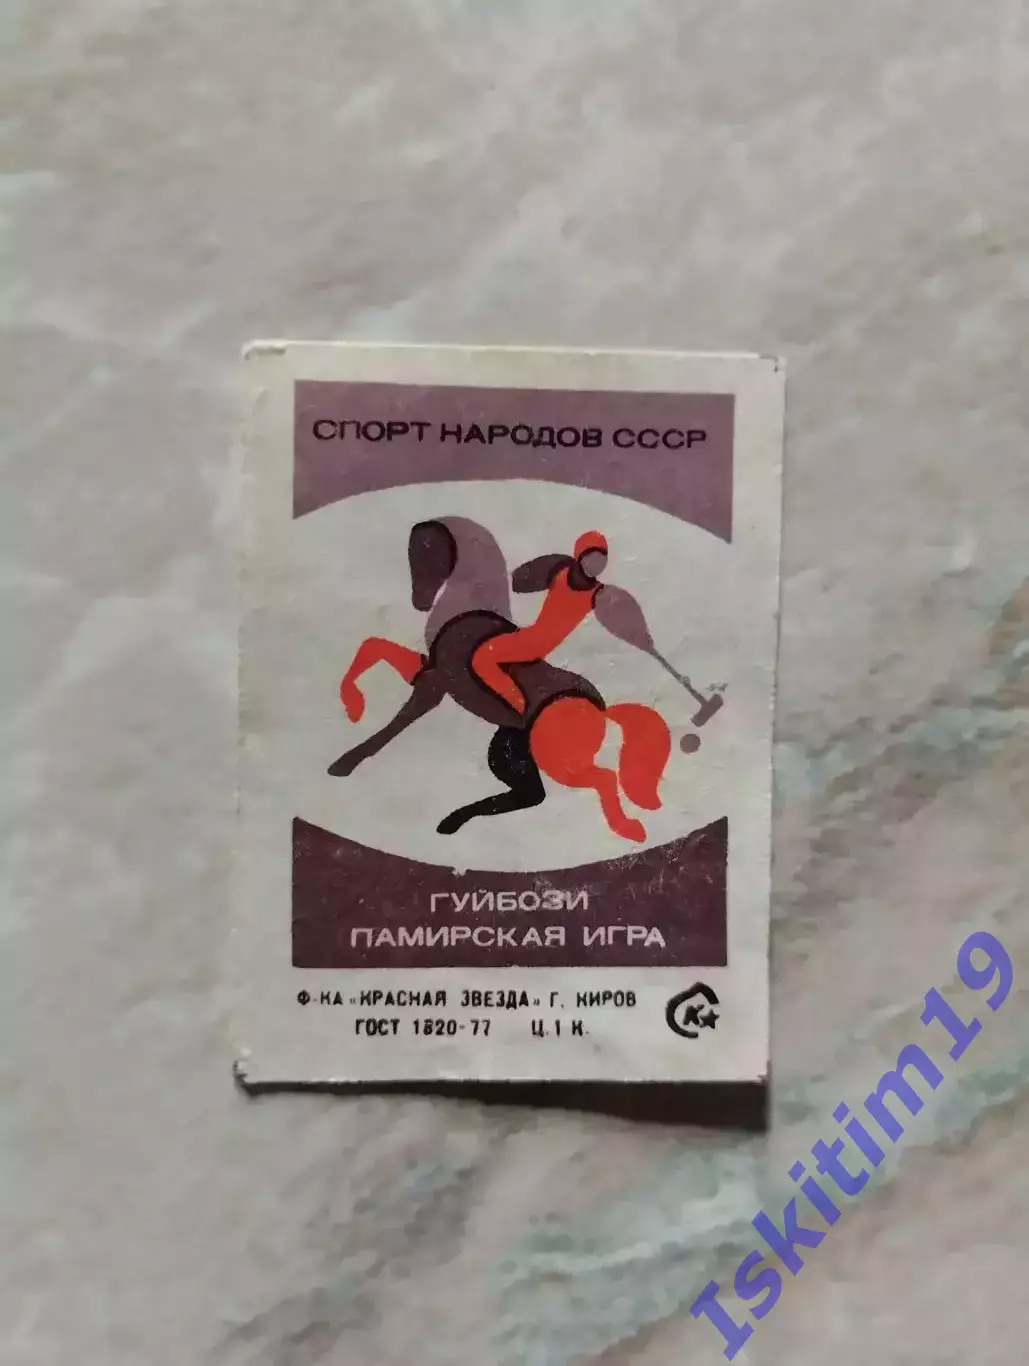 СПОРТ НАРОДОВ СССР
ГУЙБОЗИ
ПАМИРСКАЯ ИГРА
Ф-КА «КРАСНАЯ ЗВЕЗДА» Г. КИРОВ
ГОСТ 1820-77 Ц. 1 К.
К
Iskitim19